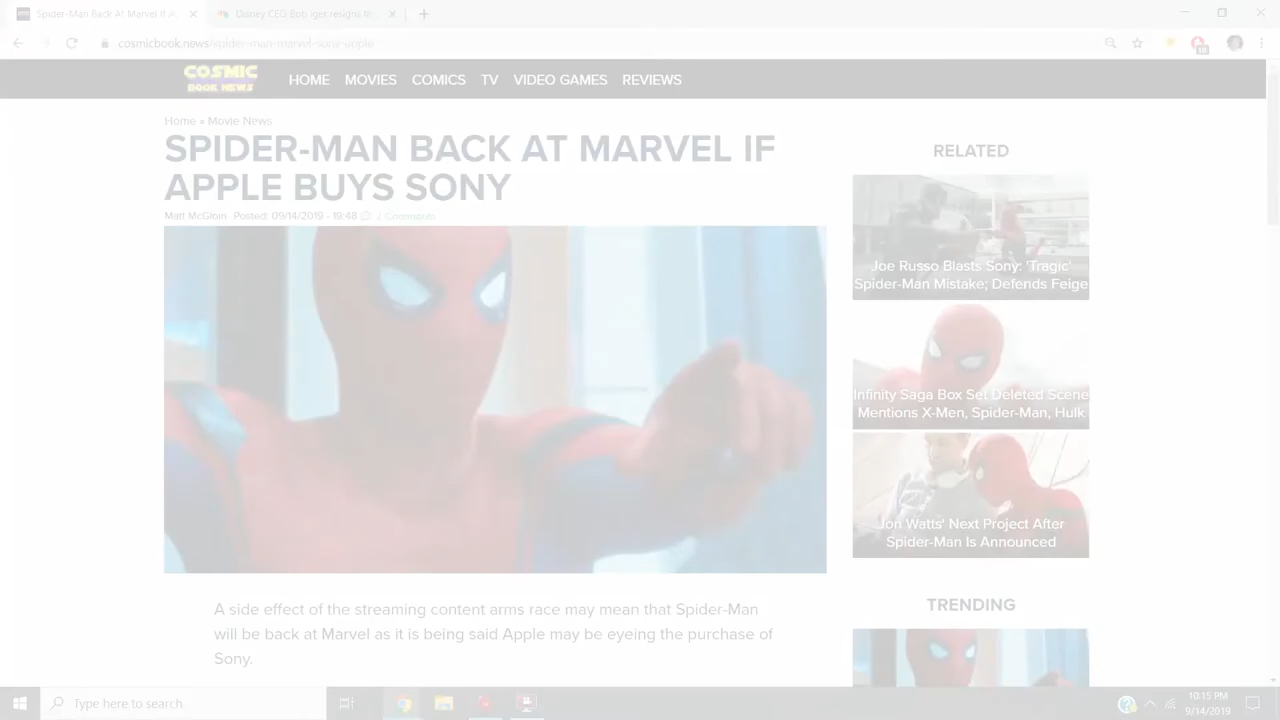 Spider-Man Back At Marvel If A
Disney CEO Bob Iger resigns fr
cosmicbook.news/spider-man-marvel-sony-apple
COSMIC
BOOK NEWS
HOME MOVIES COMICS TV VIDEO GAMES REVIEWS
Home » Movie News
SPIDER-MAN BACK AT MARVEL IF
APPLE BUYS SONY
Matt McGloin Posted: 09/14/2019 - 19:48 Comments
A side effect of the streaming content arms race may mean that Spider-Man
will be back at Marvel as it is being said Apple may be eyeing the purchase of
Sony.
RELATED
Joe Russo Blasts Sony: 'Tragic'
Spider-Man Mistake; Defends Feige
Infinity Saga Box Set Deleted Scene
Mentions X-Men, Spider-Man, Hulk
Jon Watts' Next Project After
Spider-Man Is Announced
TRENDING
Type here to search
10:15 PM
9/14/2019